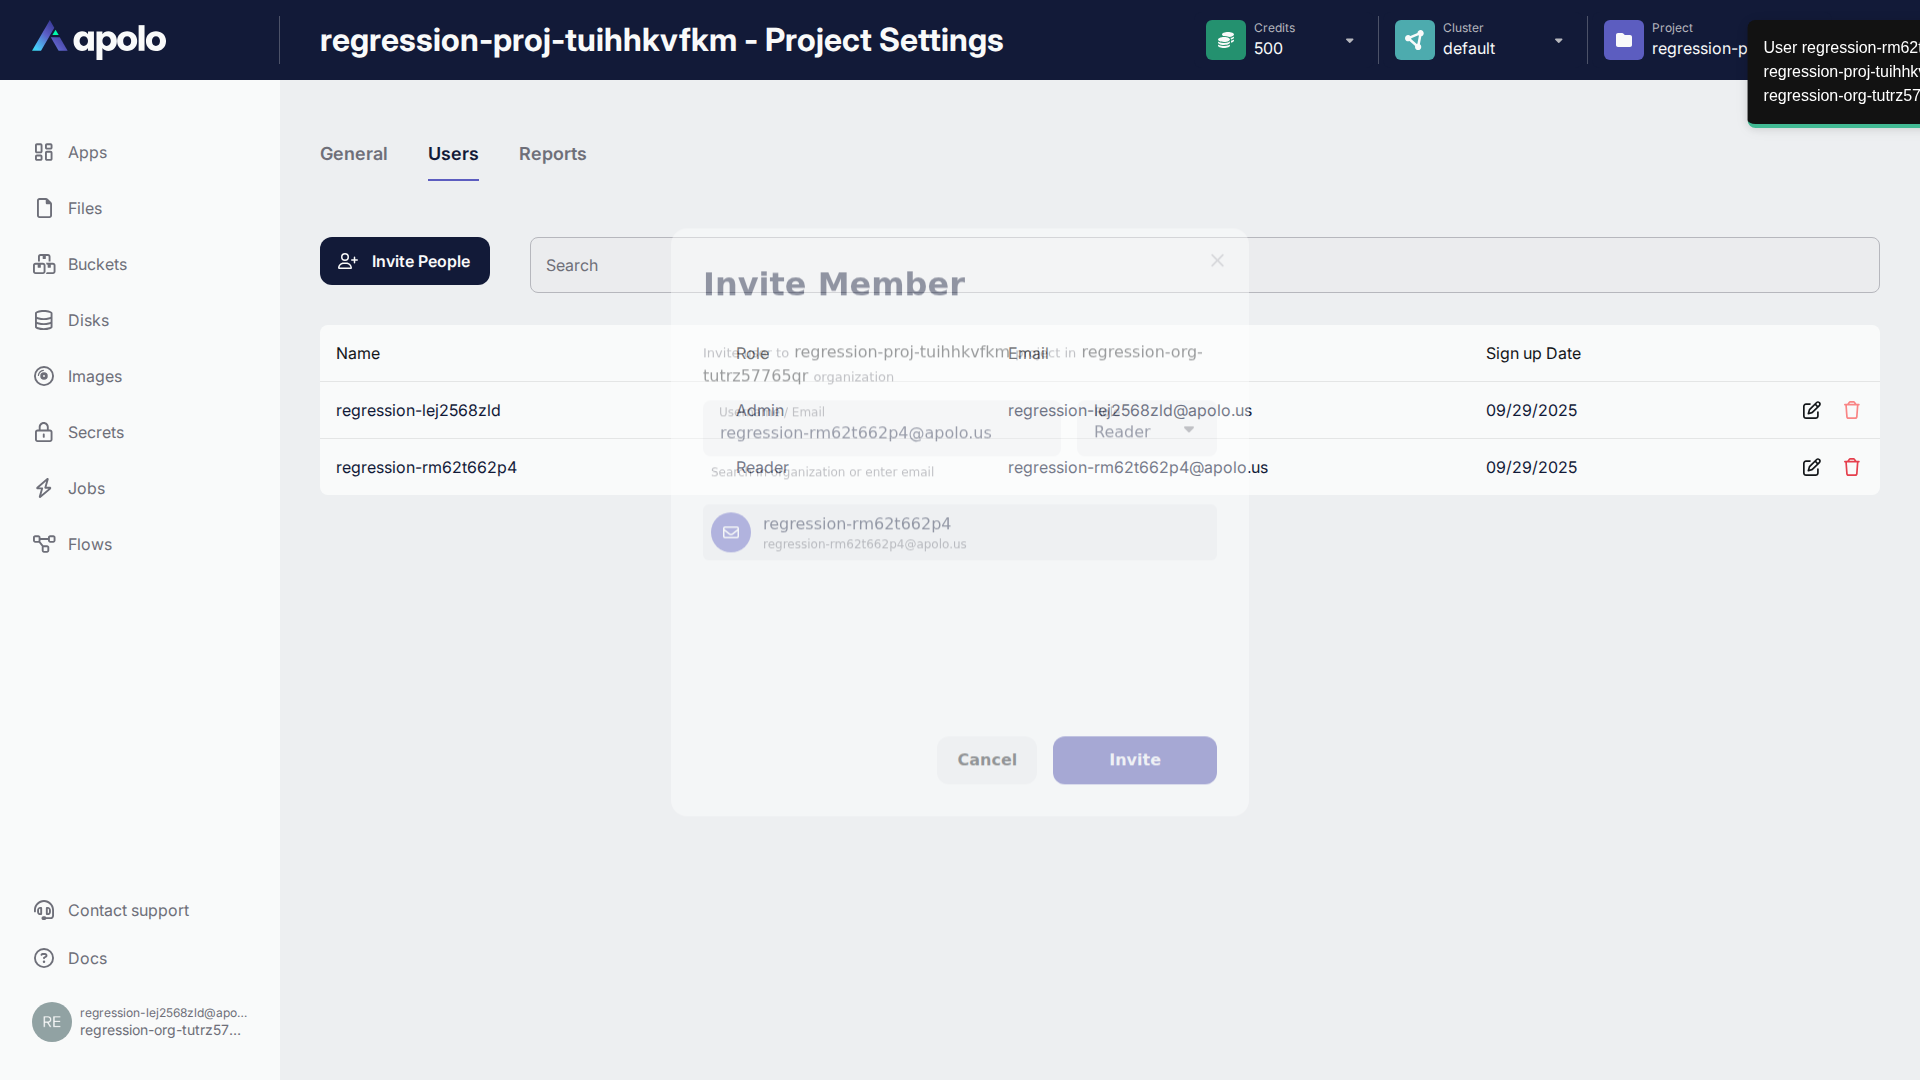 apolo
regression-proj-tuihhkvfkm - Project Settings
Credits
500
Cluster
default
Project
regression-p
User regression-rm62
regression-proj-tuihhk
regression-org-tutrz57
Apps
Files
Buckets
Disks
Images
Secrets
Jobs
Flows
General Users Reports
Invite People
Search
Invite Member
Name Role Email Sign up Date
Invite user to regression-proj-tuihhkvfkm project in regression-org-
tutrz57765qr organization
regression-lej2568zld Admin regression-lej2568zld@apolo.us 09/29/2025
Username / Email
regression-rm62t662p4@apolo.us
Reader
regression-rm62t662p4 Reader regression-rm62t662p4@apolo.us 09/29/2025
Search in organization or enter email
regression-rm62t662p4
regression-rm62t662p4@apolo.us
Cancel Invite
Contact support
Docs
RE
regression-lej2568zld@apo...
regression-org-tutrz57...